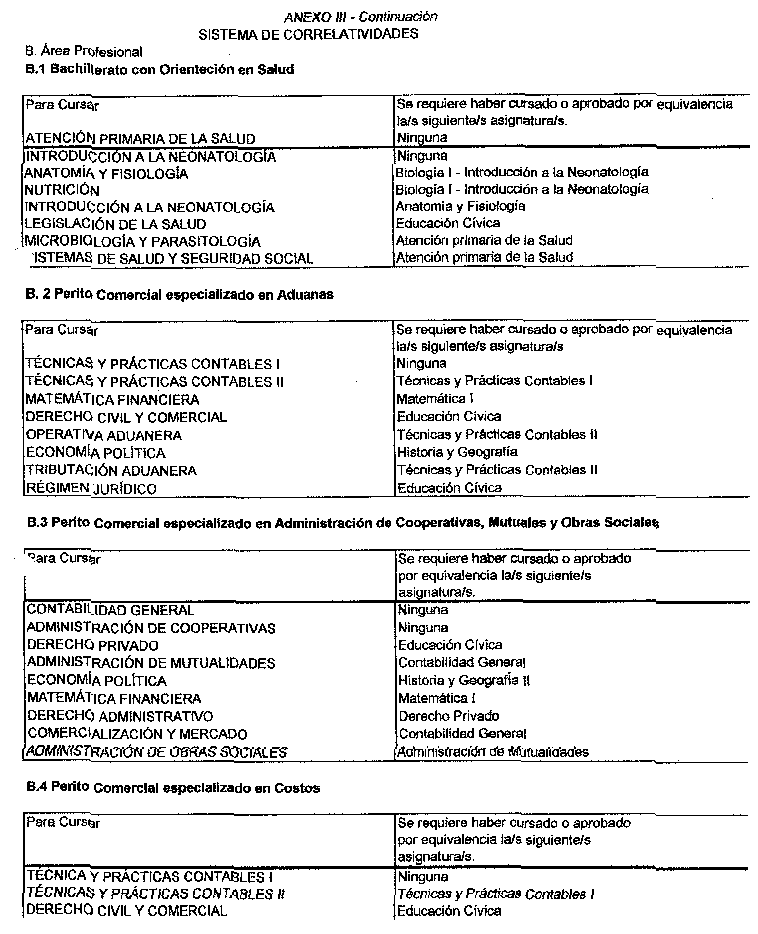 ANEXO III - Continuación
SISTEMA DE CORRELATIVIDADES
B. Área Profesional
B.1 Bachillerato con Orienteción en Salud
Para Cursar Se requiere haber cursado o aprobado por equivalencia
la/s siguiente/s asignatura/s.
ATENCIÓN PRIMARIA DE LA SALUD Ninguna
INTRODUCCIÓN A LA NEONATOLOGÍA Ninguna
ANATOMÍA Y FISIOLOGÍA Biología I - Introducción a la Neonatología
NUTRICIÓN Biología I - Introducción a la Neonatología
INTRODUCCIÓN A LA NEONATOLOGÍA Anatomia y Fisiología
LEGISLACIÓN DE LA SALUD Educación Cívica
MICROBIOLOGÍA Y PARASITOLOGÍA Atención primaria de la Salud
ISTEMAS DE SALUD Y SEGURIDAD SOCIAL Atención primaria de la Salud
B. 2 Perito Comercial especializado en Aduanas
Para Cursar Se requiere haber cursado o aprobado por equivalencia
la/s siguiente/s asignatura/s
TÉCNICAS Y PRÁCTICAS CONTABLES I Ninguna
TÉCNICAS Y PRÁCTICAS CONTABLES II Técnicas y Prácticas Contables I
MATEMÁTICA FINANCIERA Matemática I
DERECHO CIVIL Y COMERCIAL Educación Cívica
OPERATIVA ADUANERA Técnicas y Prácticas Contables II
ECONOMÍA POLÍTICA Historia y Geografía
TRIBUTACIÓN ADUANERA Técnicas y Prácticas Contables II
RÉGIMEN JURÍDICO Educación Cívica
B.3 Perito Comercial especializado en Administración de Cooperativas, Mutuales y Obras Sociales
Para Cursar Se requiere haber cursado o aprobado
por equivalencia la/s siguiente/s
asignatura/s.
CONTABILIDAD GENERAL Ninguna
ADMINISTRACIÓN DE COOPERATIVAS Ninguna
DERECHO PRIVADO Educación Cívica
ADMINISTRACIÓN DE MUTUALIDADES Contabilidad General
ECONOMÍA POLÍTICA Historia y Geografía II
MATEMÁTICA FINANCIERA Matemática I
DERECHO ADMINISTRATIVO Derecho Privado
COMERCIALIZACIÓN Y MERCADO Contabilidad General
ADMINISTRACIÓN DE OBRAS SOCIALES Administración de Mutualidades
B.4 Perito Comercial especializado en Costos
Para Cursar Se requiere haber cursado o aprobado
por equivalencia la/s siguiente/s
asignatura/s.
TÉCNICA Y PRÁCTICAS CONTABLES I Ninguna
TÉCNICAS Y PRÁCTICAS CONTABLES II Técnicas y Prácticas Contables I
DERECHO CIVIL Y COMERCIAL Educación Cívica